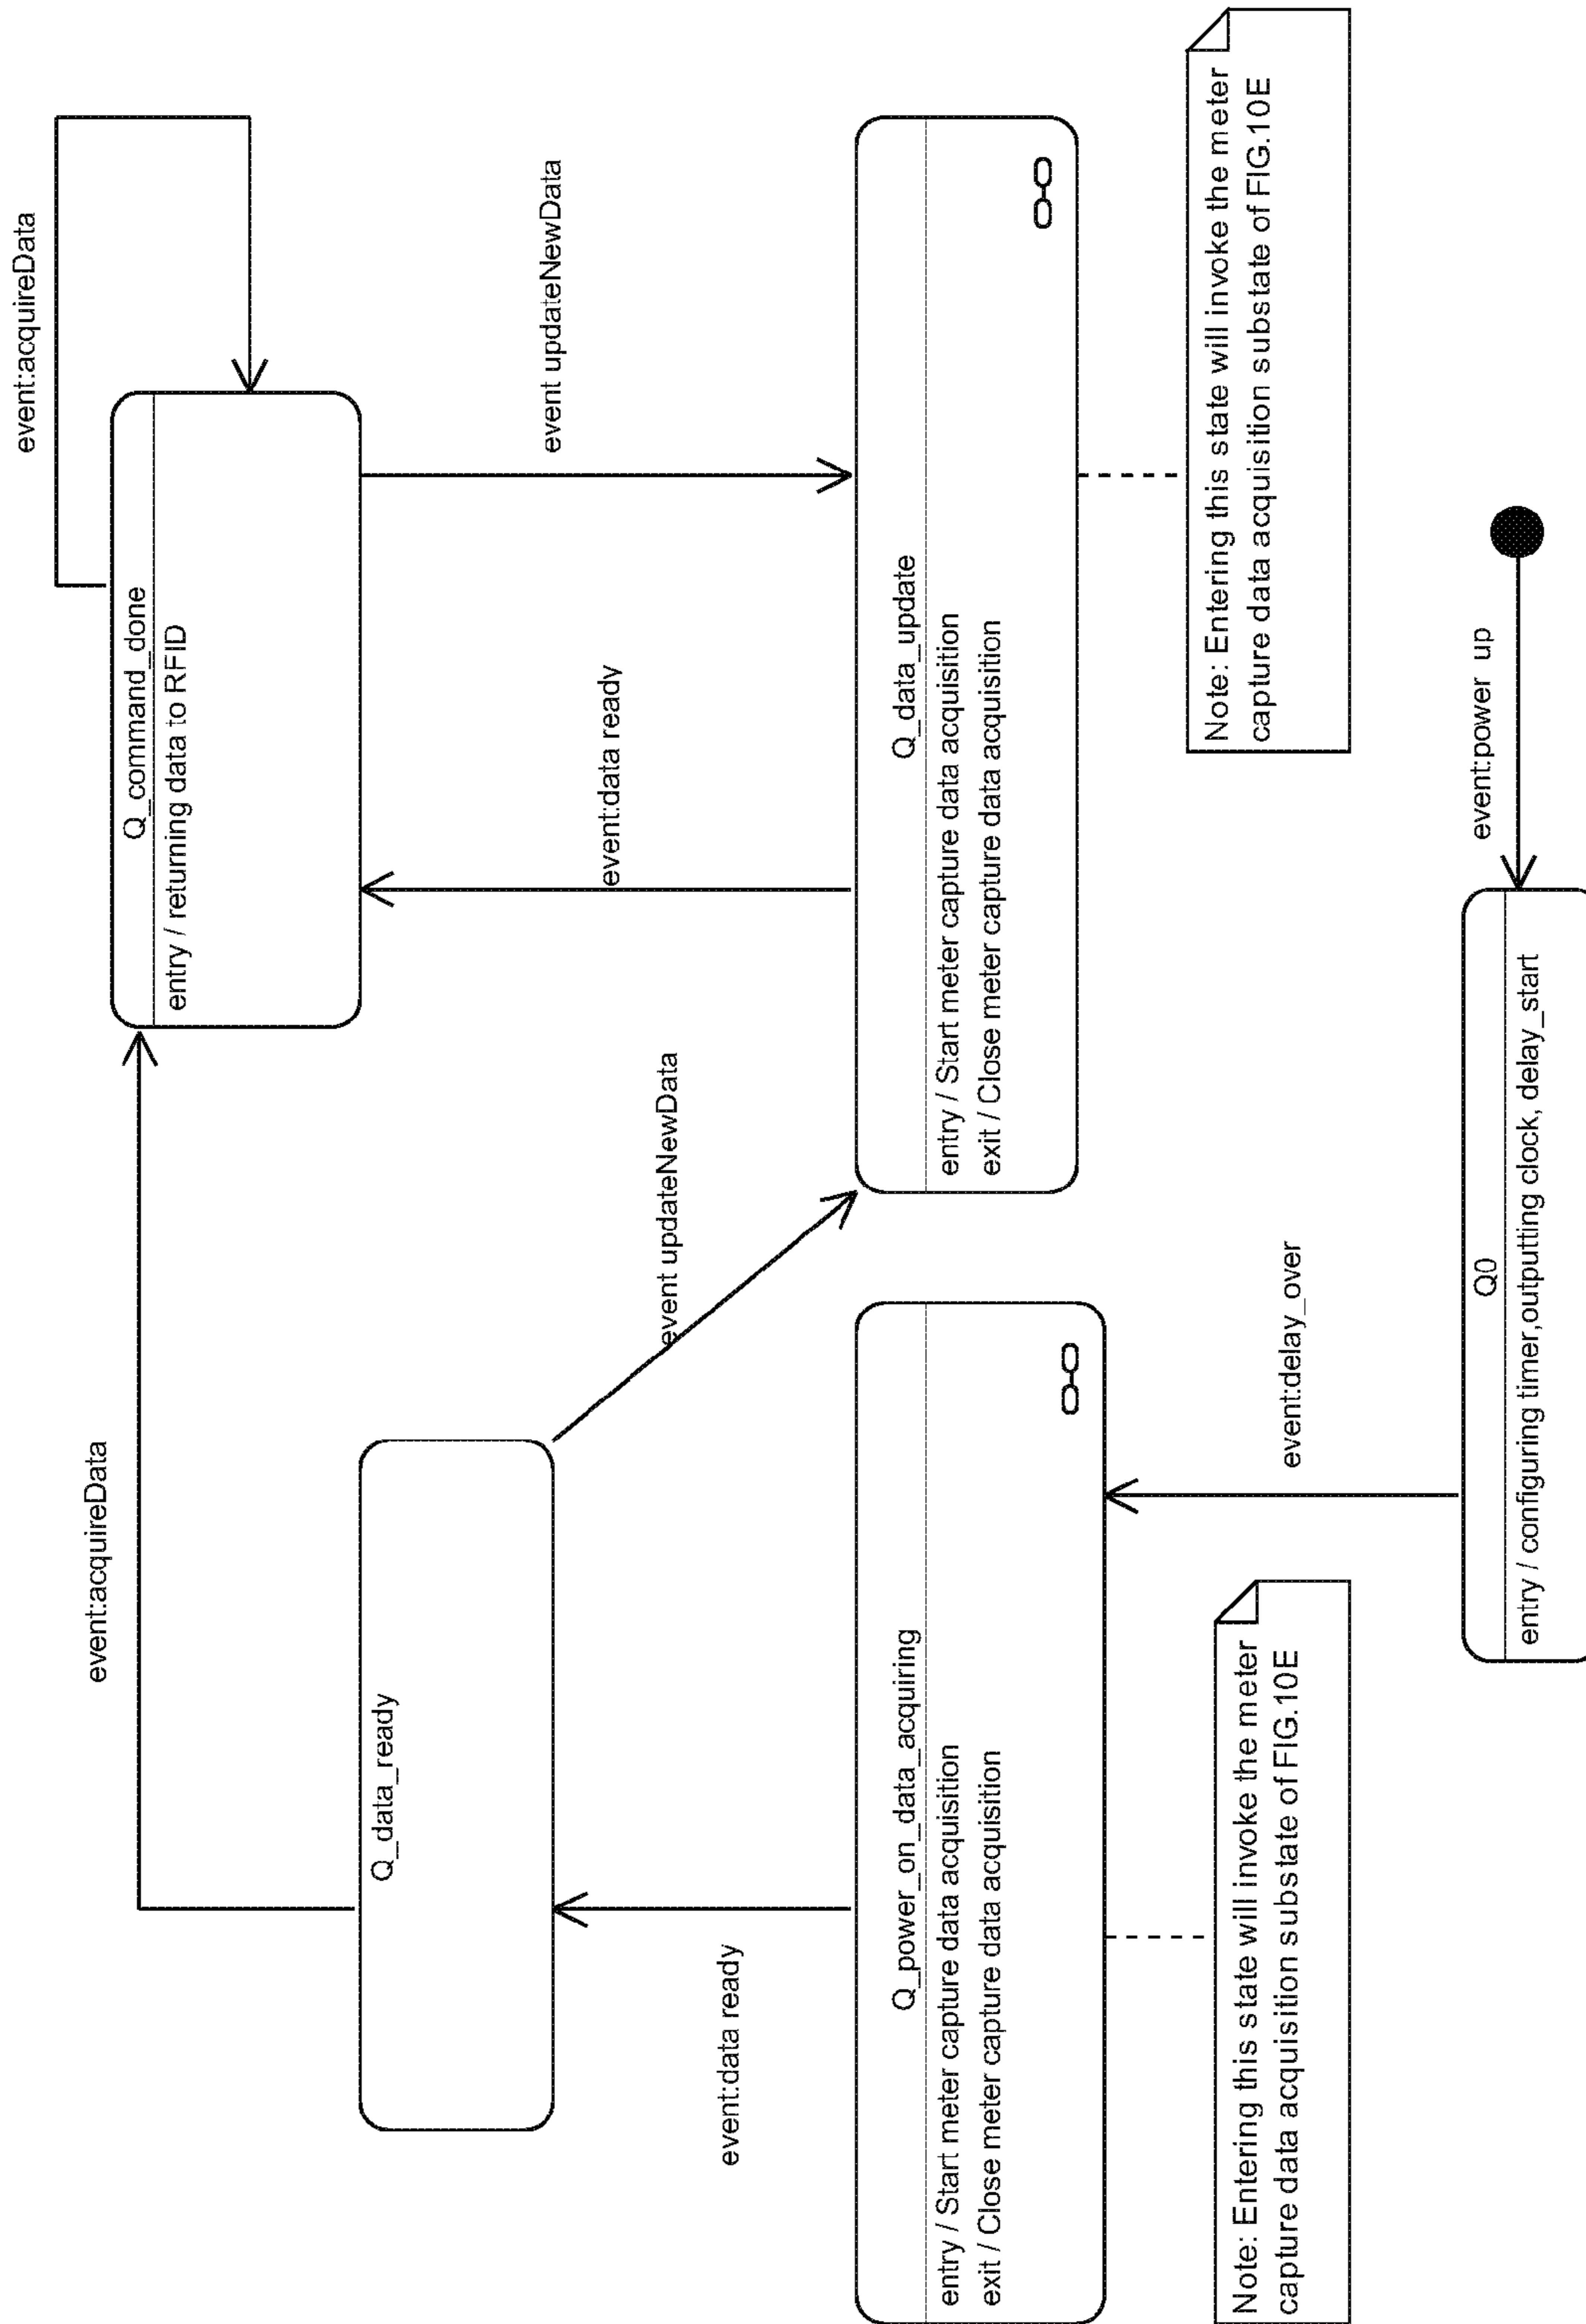 event:acquireData
event:acquireData
Q_command_done
entry / returning data to RFID
Q_data_ready
event:data ready
event updateNewData
event:data ready
event updateNewData
Q_power_on_data_acquiring
entry / Start meter capture data acquisition
exit / Close meter capture data acquisition
Q_data_update
entry / Start meter capture data acquisition
exit / Close meter capture data acquisition
Note: Entering this state will invoke the meter
capture data acquisition substate of FIG.10E
event:delay_over
Note: Entering this state will invoke the meter
capture data acquisition substate of FIG.10E
Q0
entry / configuring timer,outputting clock, delay_start
event:power up